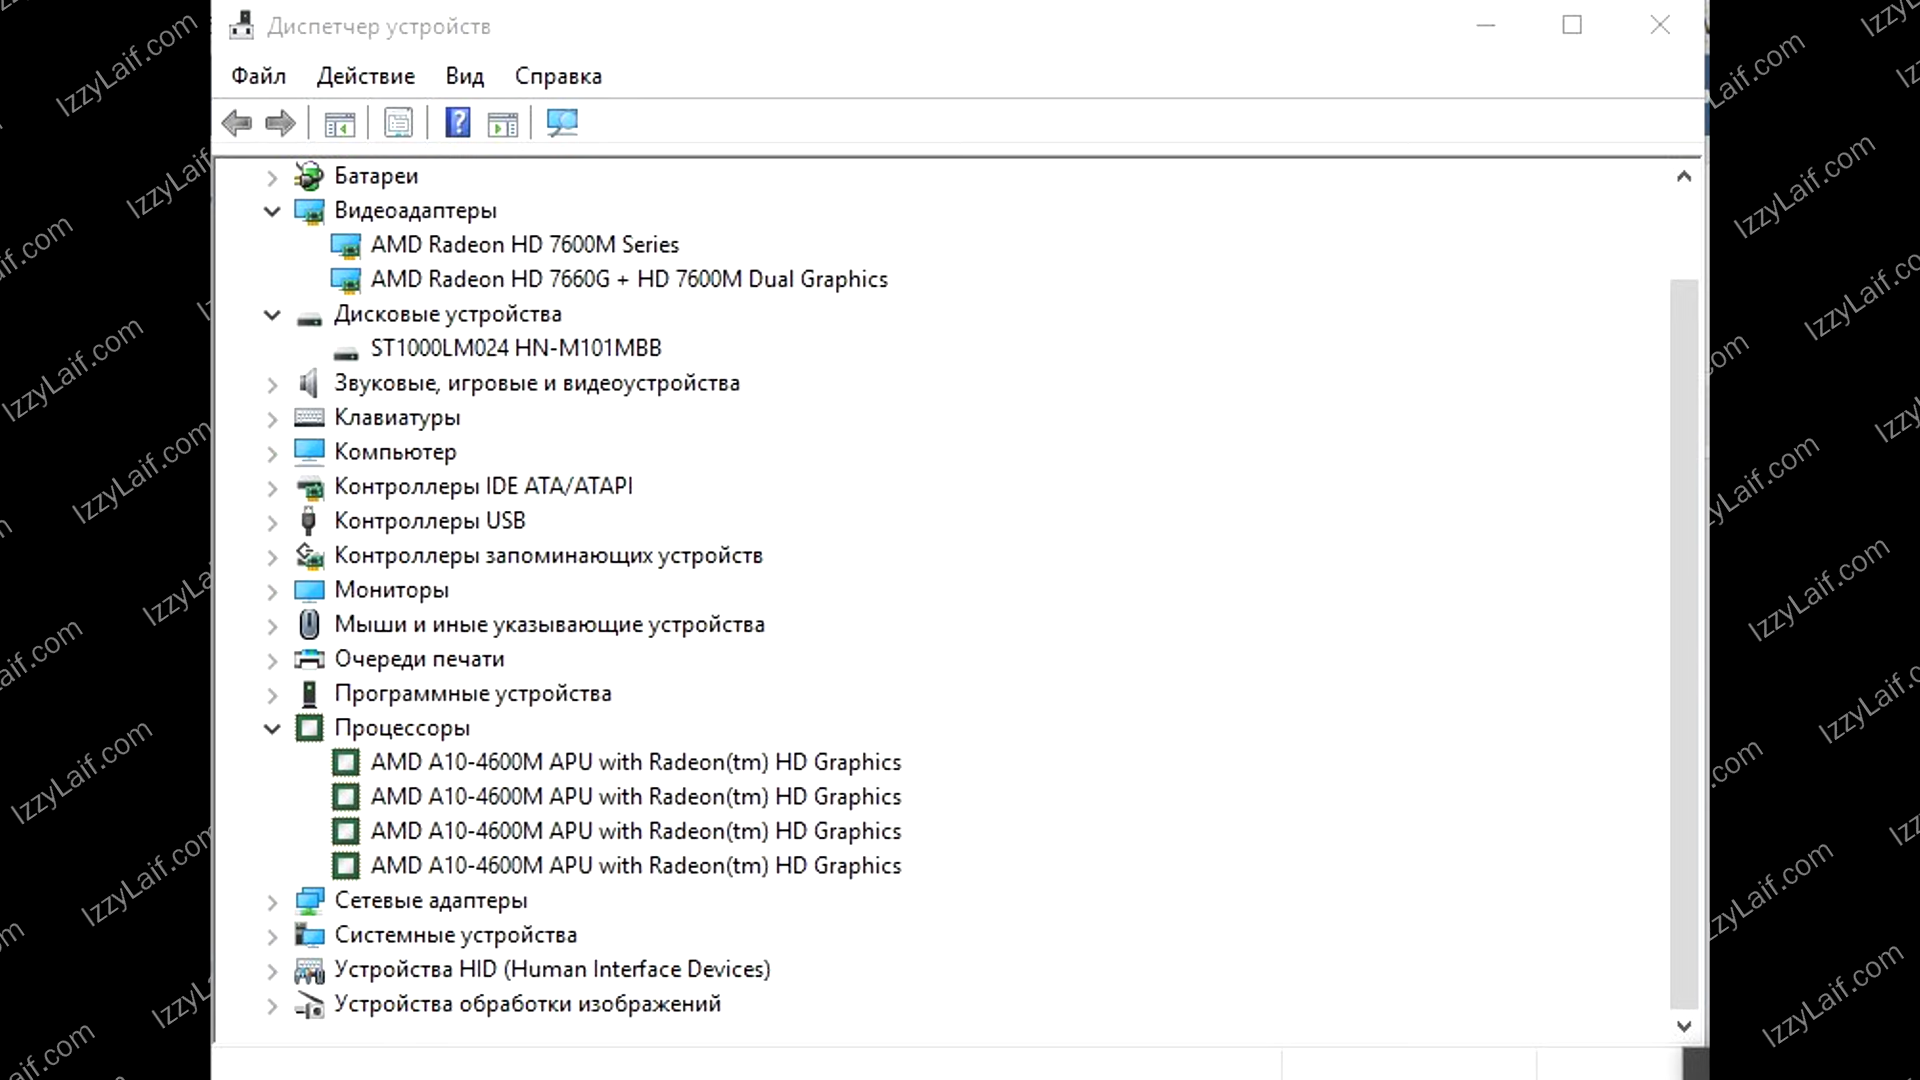 Диспетчер устройств
Файл Действие Вид Справка
Батареи
Видеоадаптеры
AMD Radeon HD 7600M Series
AMD Radeon HD 7660G + HD 7600M Dual Graphics
Дисковые устройства
ST1000LM024 HN-M101MBB
Звуковые, игровые и видеоустройства
Клавиатуры
Компьютер
Контроллеры IDE ATA/ATAPI
Контроллеры USB
Контроллеры запоминающих устройств
Мониторы
Мыши и иные указывающие устройства
Очереди печати
Программные устройства
Процессоры
AMD A10-4600M APU with Radeon(tm) HD Graphics
AMD A10-4600M APU with Radeon(tm) HD Graphics
AMD A10-4600M APU with Radeon(tm) HD Graphics
AMD A10-4600M APU with Radeon(tm) HD Graphics
Сетевые адаптеры
Системные устройства
Устройства HID (Human Interface Devices)
Устройства обработки изображений
IzzyLaif.com